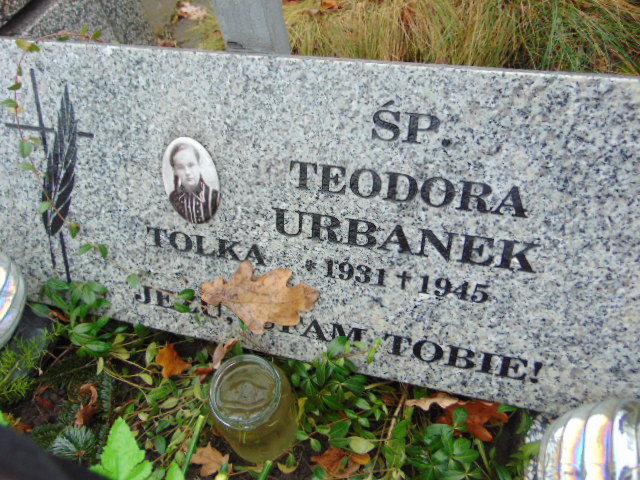 ŚP.
TEODORA
URBANEK
TOLKA * 1931 † 1945
TOBIE!